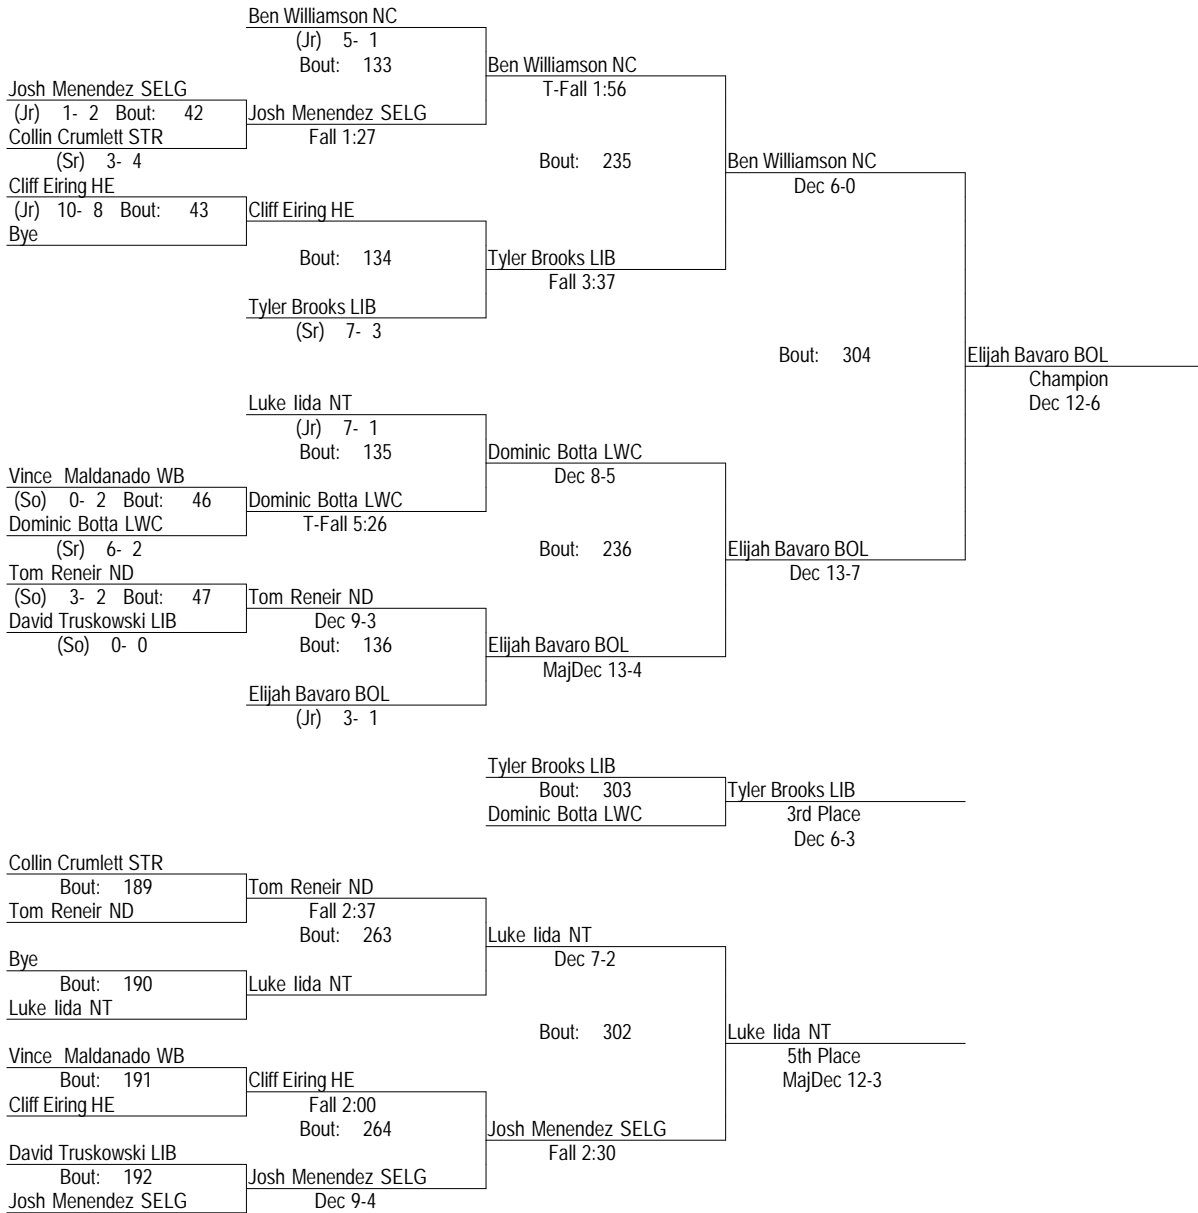 Ben Williamson NC
(Jr) 5- 1
Bout: 133
Ben Williamson NC
T-Fall 1:56
Josh Menendez SELG
(Jr) 1- 2 Bout: 42
Josh Menendez SELG
Collin Crumlett STR
Fall 1:27
(Sr) 3- 4
Bout: 235
Ben Williamson NC
Cliff Eiring HE
Dec 6-0
(Jr) 10- 8 Bout: 43
Cliff Eiring HE
Bye
Bout: 134
Tyler Brooks LIB
Fall 3:37
Tyler Brooks LIB
(Sr) 7- 3
Bout: 304
Elijah Bavaro BOL
Champion
Dec 12-6
Luke Iida NT
(Jr) 7- 1
Bout: 135
Dominic Botta LWC
Dec 8-5
Vince Maldanado WB
(So) 0- 2 Bout: 46
Dominic Botta LWC
Dominic Botta LWC
T-Fall 5:26
(Sr) 6- 2
Bout: 236
Elijah Bavaro BOL
Tom Reneir ND
Dec 13-7
(So) 3- 2 Bout: 47
Tom Reneir ND
David Truskowski LIB
Dec 9-3
(So) 0- 0
Bout: 136
Elijah Bavaro BOL
MajDec 13-4
Elijah Bavaro BOL
(Jr) 3- 1
Tyler Brooks LIB
Bout: 303
Tyler Brooks LIB
Dominic Botta LWC
3rd Place
Dec 6-3
Collin Crumlett STR
Bout: 189
Tom Reneir ND
Tom Reneir ND
Fall 2:37
Bout: 263
Luke Iida NT
Bye
Dec 7-2
Bout: 190
Luke Iida NT
Luke Iida NT
Bout: 302
Luke Iida NT
Vince Maldanado WB
5th Place
Bout: 191
Cliff Eiring HE
MajDec 12-3
Cliff Eiring HE
Fall 2:00
Bout: 264
Josh Menendez SELG
David Truskowski LIB
Fall 2:30
Bout: 192
Josh Menendez SELG
Josh Menendez SELG
Dec 9-4